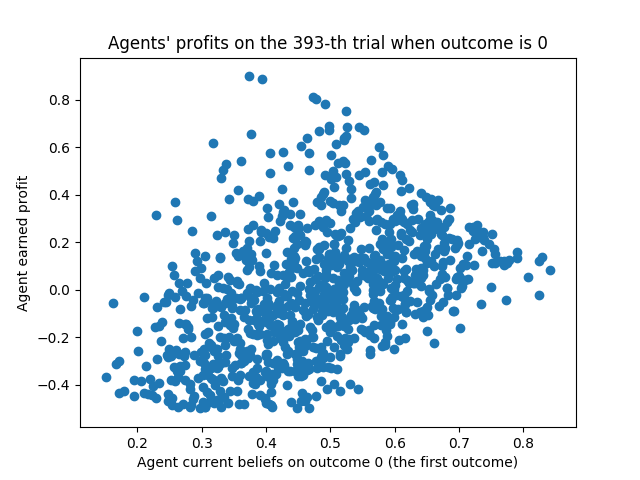 Agents' profits on the 393-th trial when outcome is 0
Agent earned profit
0.8
0.6
0.4
0.2
0.0
−0.2
−0.4
0.2 0.3 0.4 0.5 0.6 0.7 0.8
Agent current beliefs on outcome 0 (the first outcome)